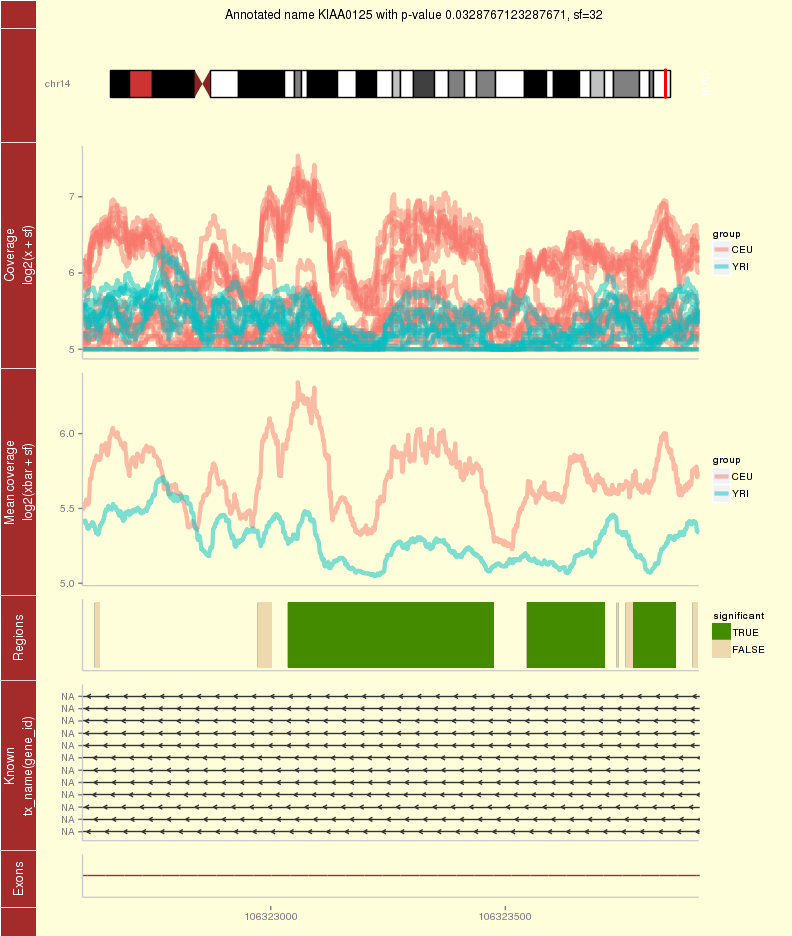 Annotated name KIAA0125 with p-value 0.0328767123287671, sf=32
chr14
Coverage
log2(x + sf)
7
6
5
group
CEU
YRI
Mean coverage
log2(xbar + sf)
6.0
5.5
5.0
group
CEU
YRI
Regions
significant
TRUE
FALSE
Known
tx_name(gene_id)
NA
NA
NA
NA
NA
NA
NA
NA
NA
NA
NA
NA
Exons
106323000
106323500